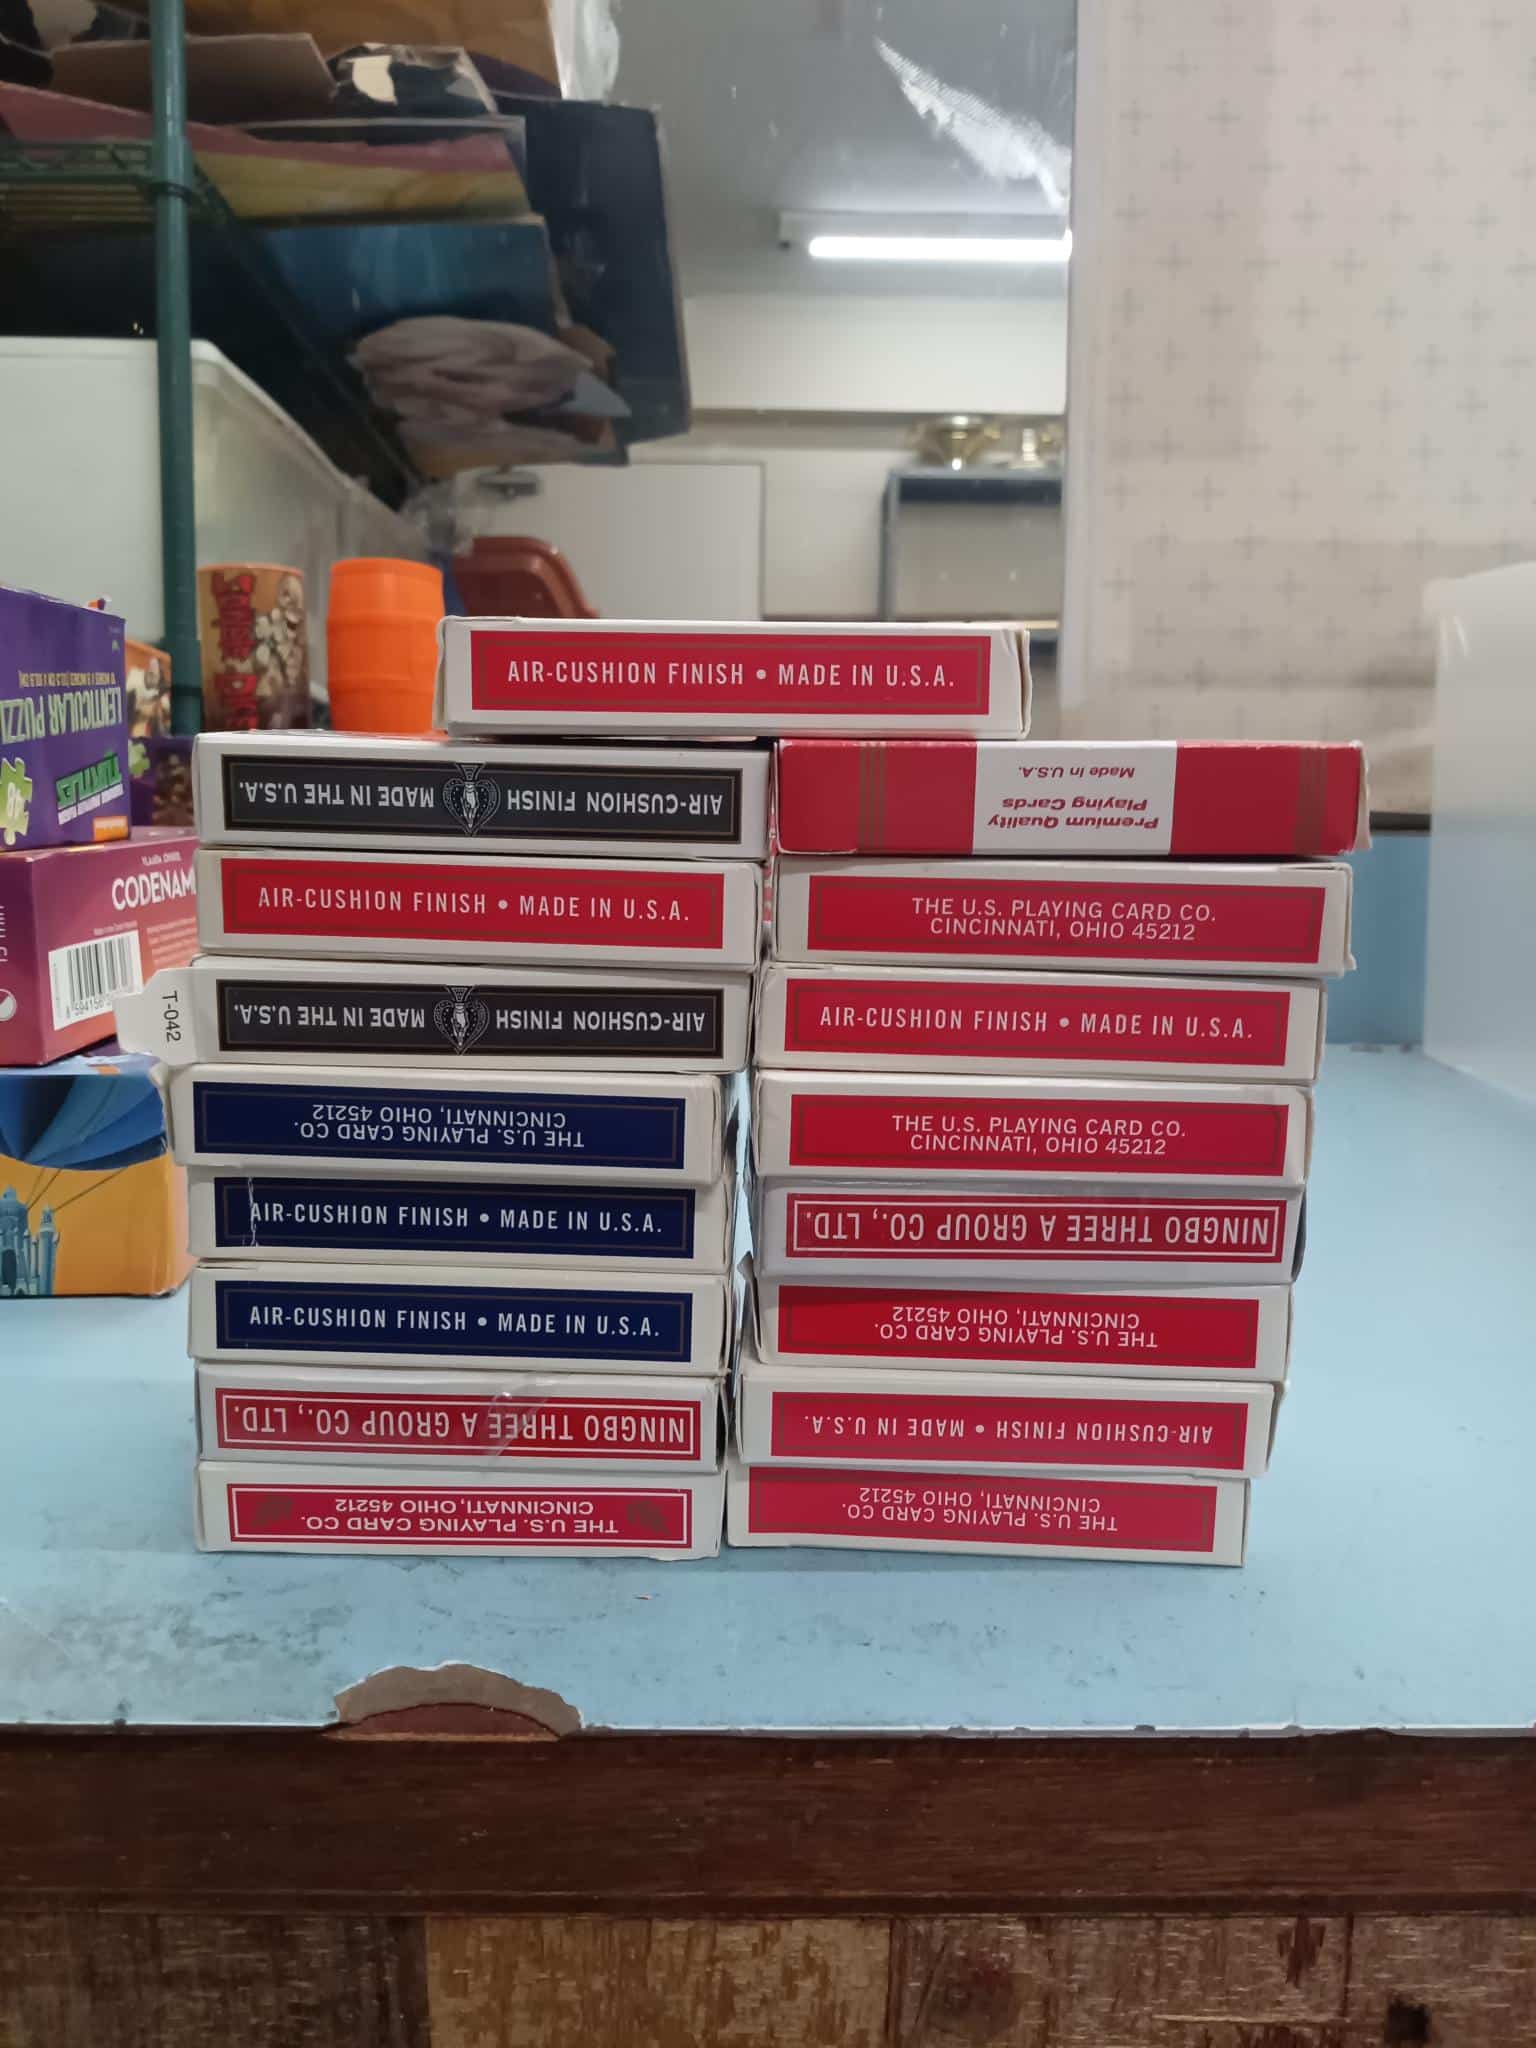 AIR-CUSHION FINISH • MADE IN U.S.A.
AIR-CUSHION FINISH MADE IN THE U.S.A.
Premium Quality
Playing Cards
Made in U.S.A.
AIR-CUSHION FINISH • MADE IN U.S.A.
THE U.S. PLAYING CARD CO.
CINCINNATI, OHIO 45212
T-042
AIR-CUSHION FINISH MADE IN THE U.S.A.
AIR-CUSHION FINISH • MADE IN U.S.A.
THE U.S. PLAYING CARD CO.
CINCINNATI, OHIO 45212
THE U.S. PLAYING CARD CO.
CINCINNATI, OHIO 45212
AIR-CUSHION FINISH • MADE IN U.S.A.
NINGBO THREE A GROUP CO., LTD.
AIR-CUSHION FINISH • MADE IN U.S.A.
THE U.S. PLAYING CARD CO.
CINCINNATI, OHIO 45212
NINGBO THREE A GROUP CO., LTD.
AIR-CUSHION FINISH • MADE IN U.S.A.
THE U.S. PLAYING CARD CO.
CINCINNATI, OHIO 45212
THE U.S. PLAYING CARD CO.
CINCINNATI, OHIO 45212
LENTICULAR PUZZ
TURTLES
48
CODENAM